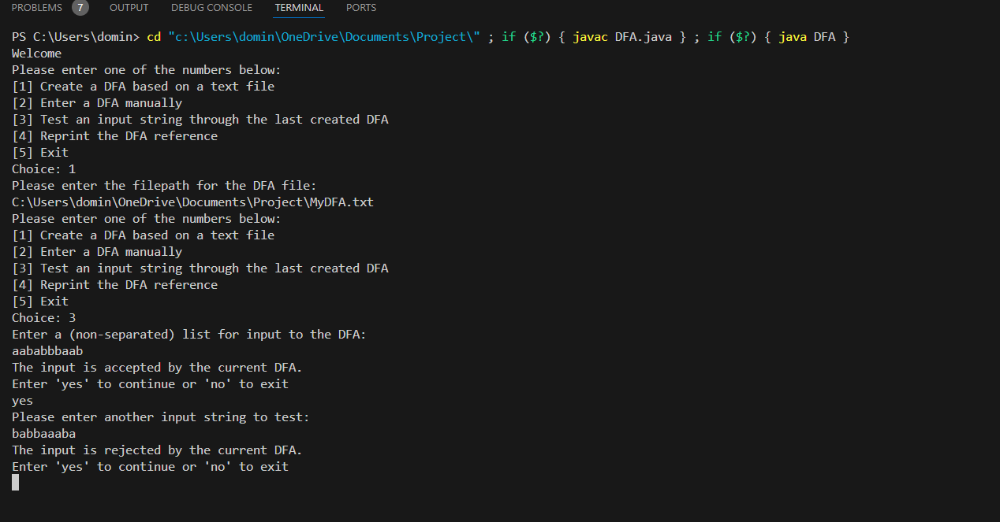 PROBLEMS 7 OUTPUT DEBUG CONSOLE TERMINAL PORTS
PS C:\Users\domin> cd "c:\Users\domin\OneDrive\Documents\Project\" ; if ($?) { javac DFA.java } ; if ($?) { java DFA }
Welcome
Please enter one of the numbers below:
[1] Create a DFA based on a text file
[2] Enter a DFA manually
[3] Test an input string through the last created DFA
[4] Reprint the DFA reference
[5] Exit
Choice: 1
Please enter the filepath for the DFA file:
C:\Users\domin\OneDrive\Documents\Project\MyDFA.txt
Please enter one of the numbers below:
[1] Create a DFA based on a text file
[2] Enter a DFA manually
[3] Test an input string through the last created DFA
[4] Reprint the DFA reference
[5] Exit
Choice: 3
Enter a (non-separated) list for input to the DFA:
aababbbaab
The input is accepted by the current DFA.
Enter 'yes' to continue or 'no' to exit
yes
Please enter another input string to test:
babbaaaba
The input is rejected by the current DFA.
Enter 'yes' to continue or 'no' to exit